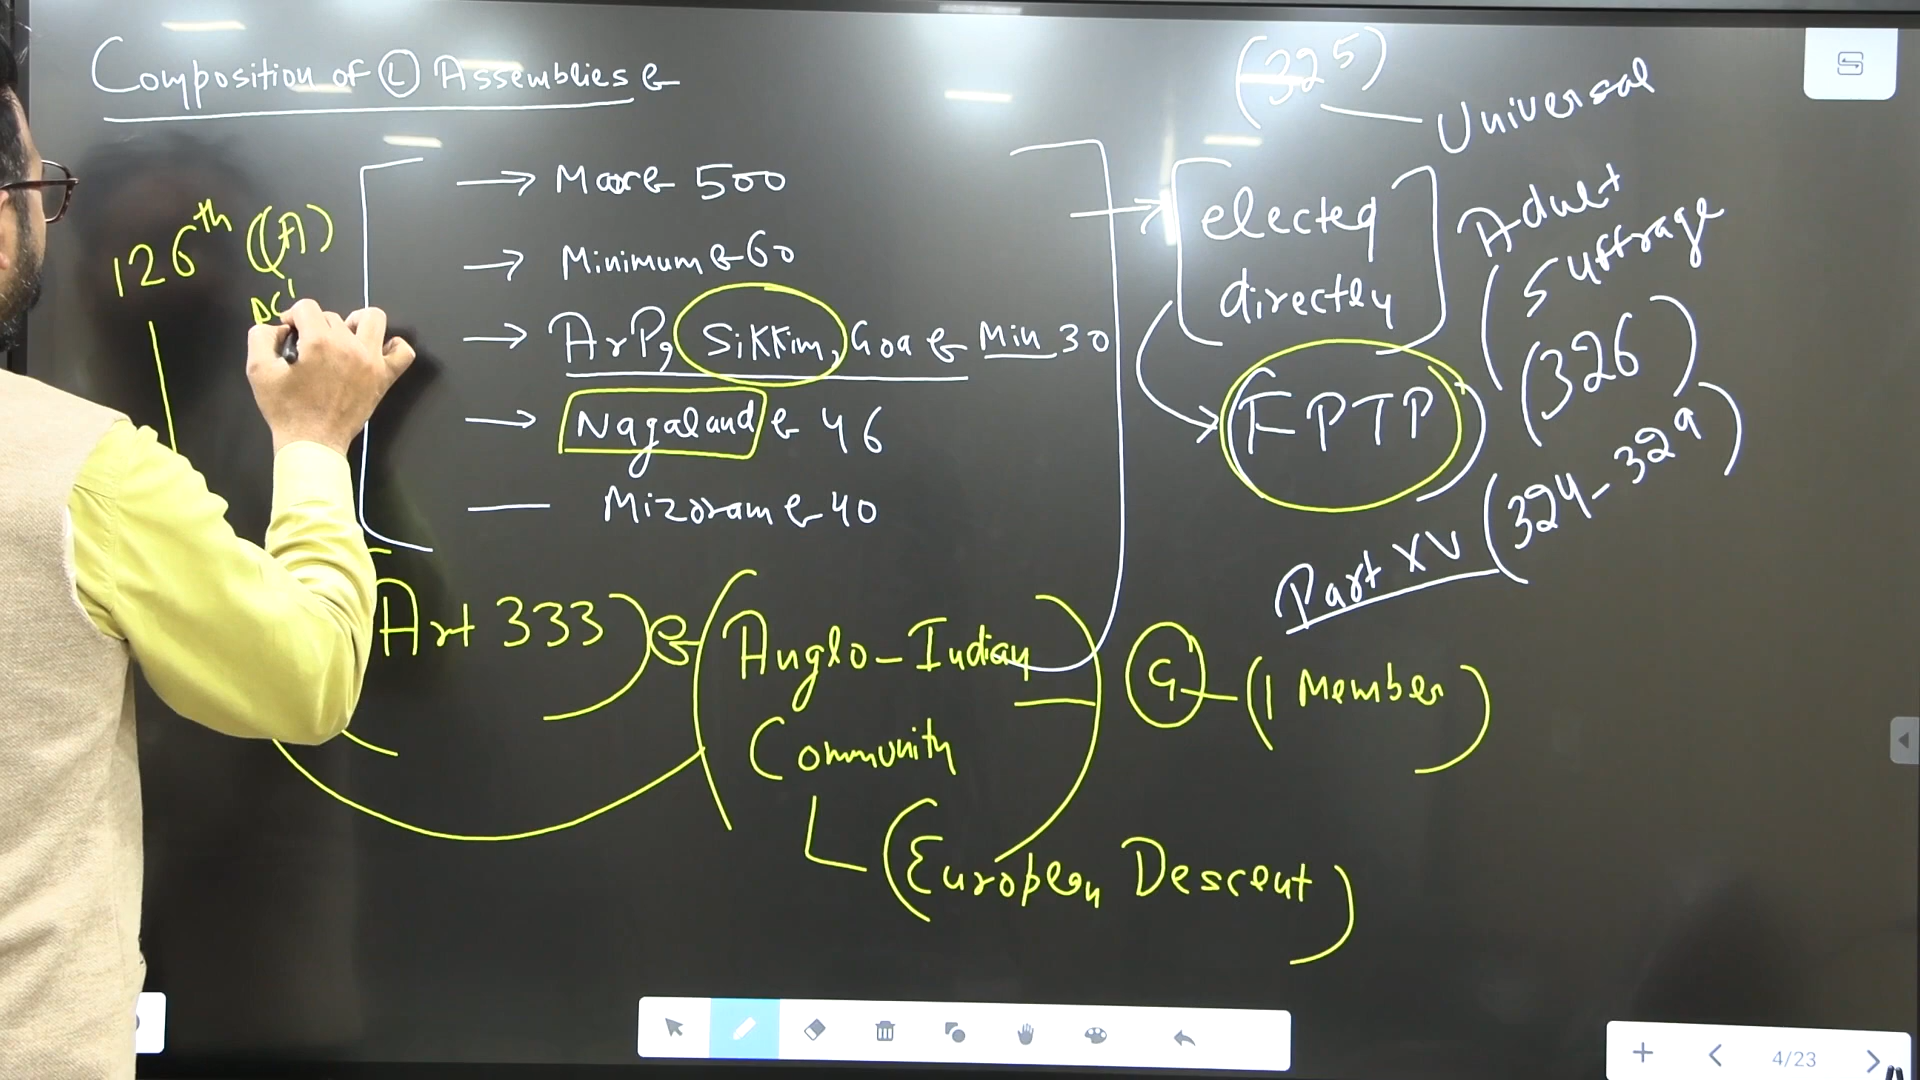 Composition of (L) Assemblies :-
→ Max :- 500
→ Minimum :- 60
→ ArP, Sikkim, Goa :- Min 30
→ Nagaland :- 46
— Mizoram :- 40
126th (CA)
Art 333) :-
(Anglo-Indian
Community
(European Descent)
G - (1 Member)
elected
directly
(FPTP)
(325)
Universal
Adult
Suffrage
(326)
Part XV (324-329)
4/23